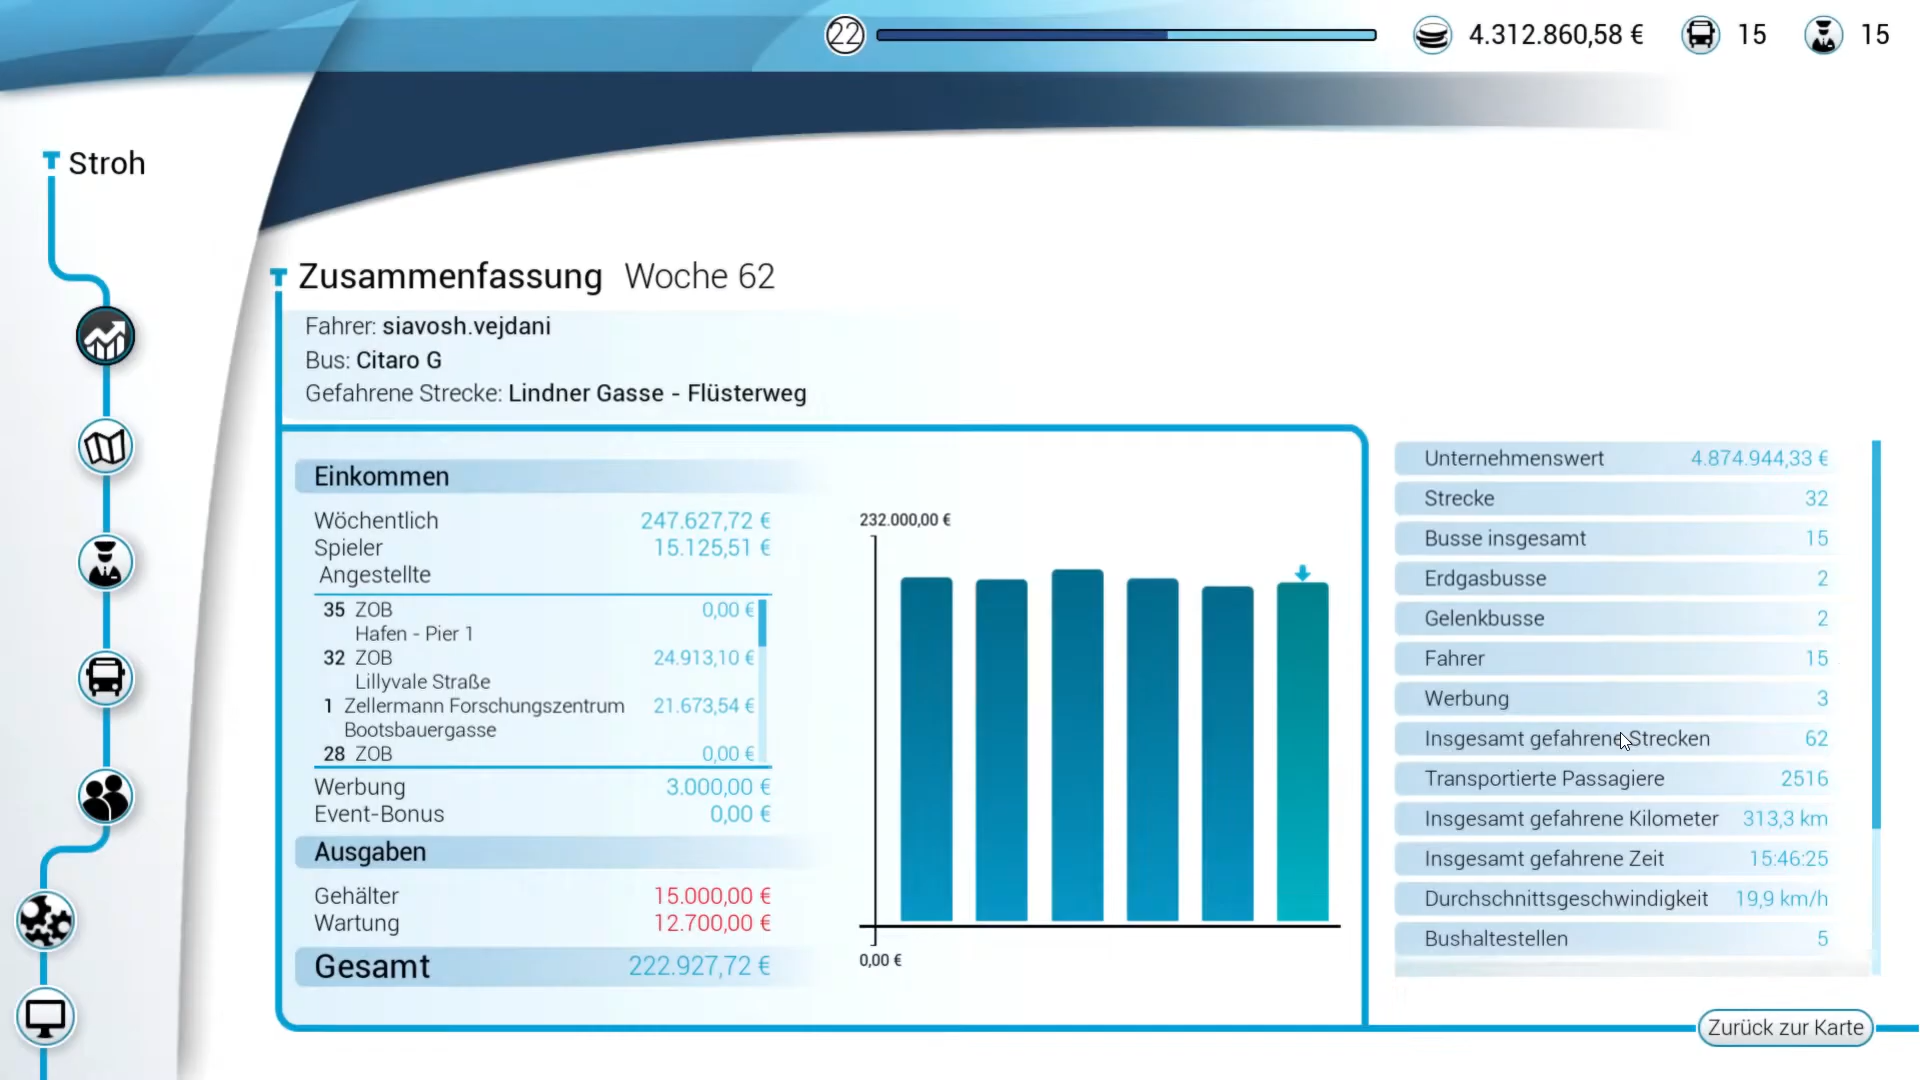 22
4.312.860,58 €
15
15
Stroh
Zusammenfassung Woche 62
Fahrer: siavosh.vejdani
Bus: Citaro G
Gefahrene Strecke: Lindner Gasse - Flüsterweg
Einkommen
Wöchentlich 247.627,72 €
Spieler 15.125,51 €
Angestellte
35 ZOB 0,00 €
Hafen - Pier 1
32 ZOB 24.913,10 €
Lillyvale Straße
1 Zellermann Forschungszentrum 21.673,54 €
Bootsbauergasse
28 ZOB 0,00 €
Werbung 3.000,00 €
Event-Bonus 0,00 €
Ausgaben
Gehälter 15.000,00 €
Wartung 12.700,00 €
Gesamt 222.927,72 €
232.000,00 €
0,00 €
Unternehmenswert 4.874.944,33 €
Strecke 32
Busse insgesamt 15
Erdgasbusse 2
Gelenkbusse 2
Fahrer 15
Werbung 3
Insgesamt gefahrene Strecken 62
Transportierte Passagiere 2516
Insgesamt gefahrene Kilometer 313,3 km
Insgesamt gefahrene Zeit 15:46:25
Durchschnittsgeschwindigkeit 19,9 km/h
Bushaltestellen 5
Zurück zur Karte